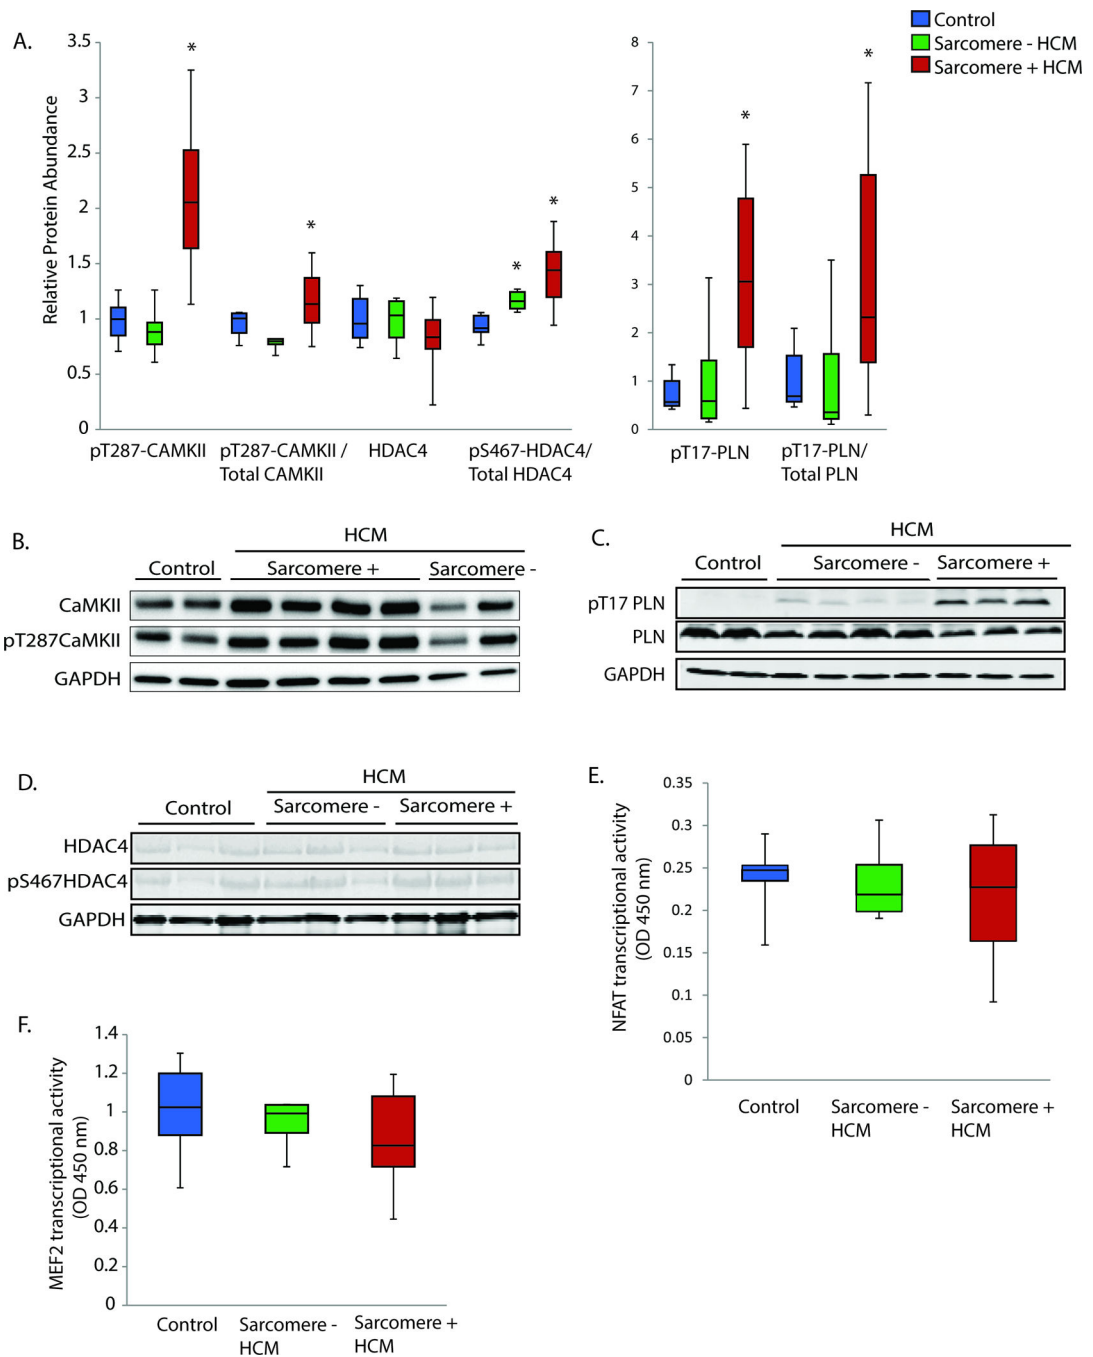 Control
Sarcomere - HCM
Sarcomere + HCM
A.
Relative Protein Abundance
3.5
3
2.5
2
1.5
1
0.5
0
*
*
*
*
pT287-CAMKII
pT287-CAMKII /
Total CAMKII
HDAC4
pS467-HDAC4/
Total HDAC4
8
7
6
5
4
3
2
1
0
*
*
pT17-PLN
pT17-PLN/
Total PLN
B.
HCM
Control
Sarcomere +
Sarcomere -
CaMKII
pT287CaMKII
GAPDH
C.
HCM
Control
Sarcomere -
Sarcomere +
pT17 PLN
PLN
GAPDH
D.
HCM
Control
Sarcomere -
Sarcomere +
HDAC4
pS467HDAC4
GAPDH
E.
NFAT transcriptional activity
(OD 450 nm)
0.35
0.3
0.25
0.2
0.15
0.1
0.05
0
Control
Sarcomere -
HCM
Sarcomere +
HCM
F.
MEF2 transcriptional activity
(OD 450 nm)
1.4
1.2
1
0.8
0.6
0.4
0.2
0
Control
Sarcomere -
HCM
Sarcomere +
HCM